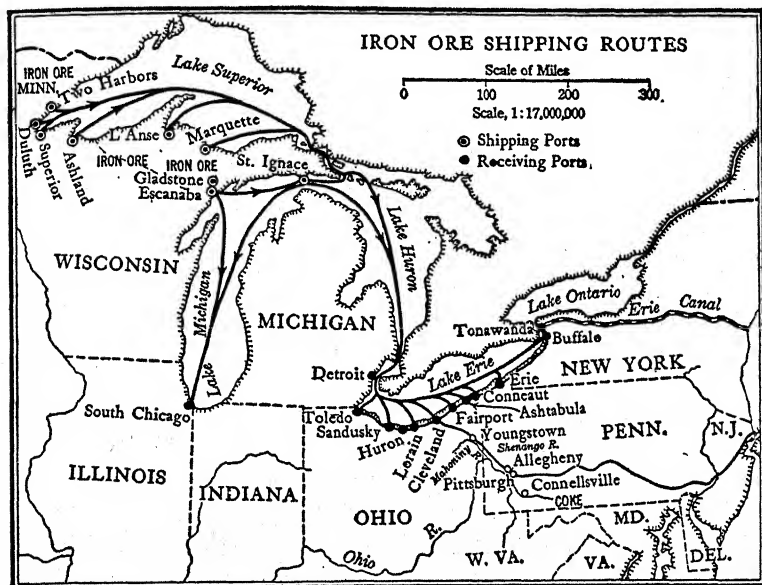 IRON ORE SHIPPING ROUTES
Scale of Miles
0 100 200 300
Scale, 1:17,000,000
Shipping Ports
Receiving Ports
IRON ORE
MINN.
Two Harbors
Lake Superior
Duluth
Superior
Ashland
L'Anse
Marquette
IRON ORE
IRON ORE
St. Ignace
Gladstone
Escanaba
Lake Huron
WISCONSIN
Lake Michigan
MICHIGAN
Lake Ontario
Erie Canal
Tonawanda
Buffalo
NEW YORK
Detroit
Lake Erie
Erie
Conneaut
Ashtabula
Fairport
South Chicago
Toledo
Sandusky
Huron
Lorain
Cleveland
Youngstown
Shenango R.
Mahoning R.
Allegheny
Pittsburgh
Connellsville
COKE
PENN.
N.J.
ILLINOIS
INDIANA
OHIO
Ohio R.
W. VA.
VA.
MD.
DEL.